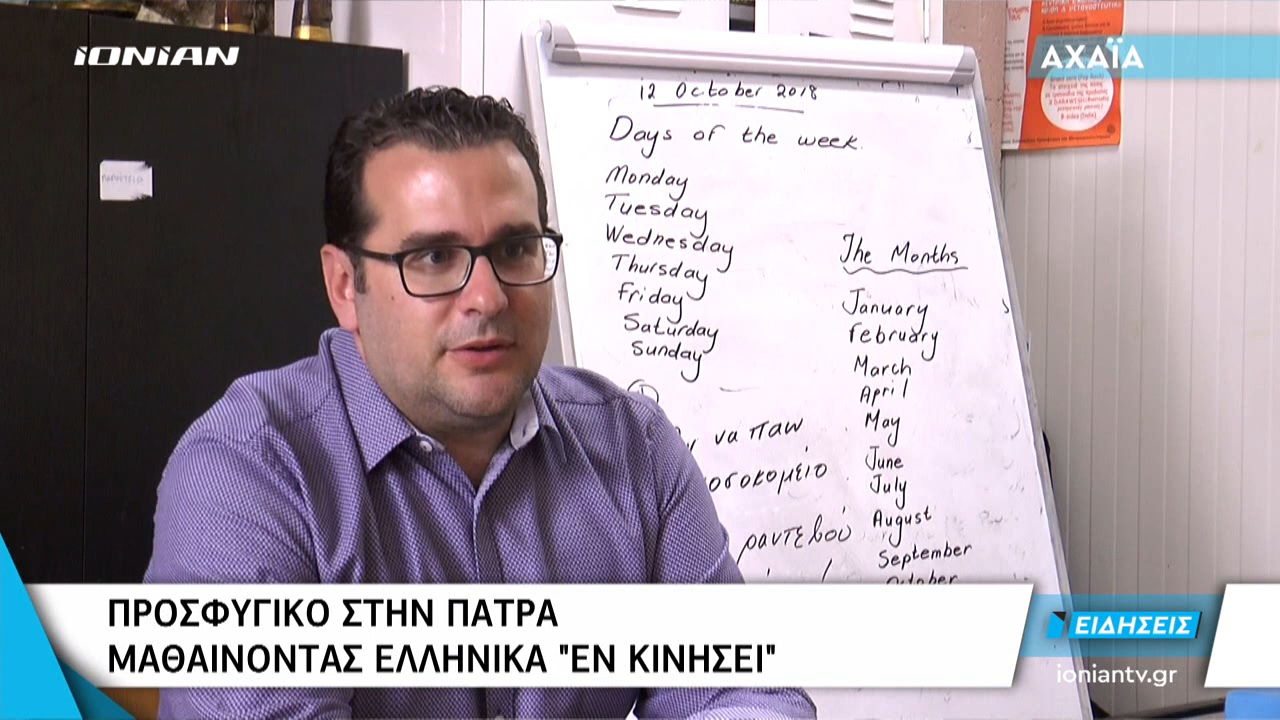 IONIAN
ΑΧΑΪΑ
12 October 2018
Days of the week.
Monday
Tuesday
Wednesday
Thursday
Friday
Saturday
Sunday
The Months
January
February
March
April
May
June
July
August
September
October
να παω
ραντεβού
ΠΡΟΣΦΥΓΙΚΟ ΣΤΗΝ ΠΑΤΡΑ
ΜΑΘΑΙΝΟΝΤΑΣ ΕΛΛΗΝΙΚΑ "ΕΝ ΚΙΝΗΣΕΙ"
ΕΙΔΗΣΕΙΣ
ioniantv.gr